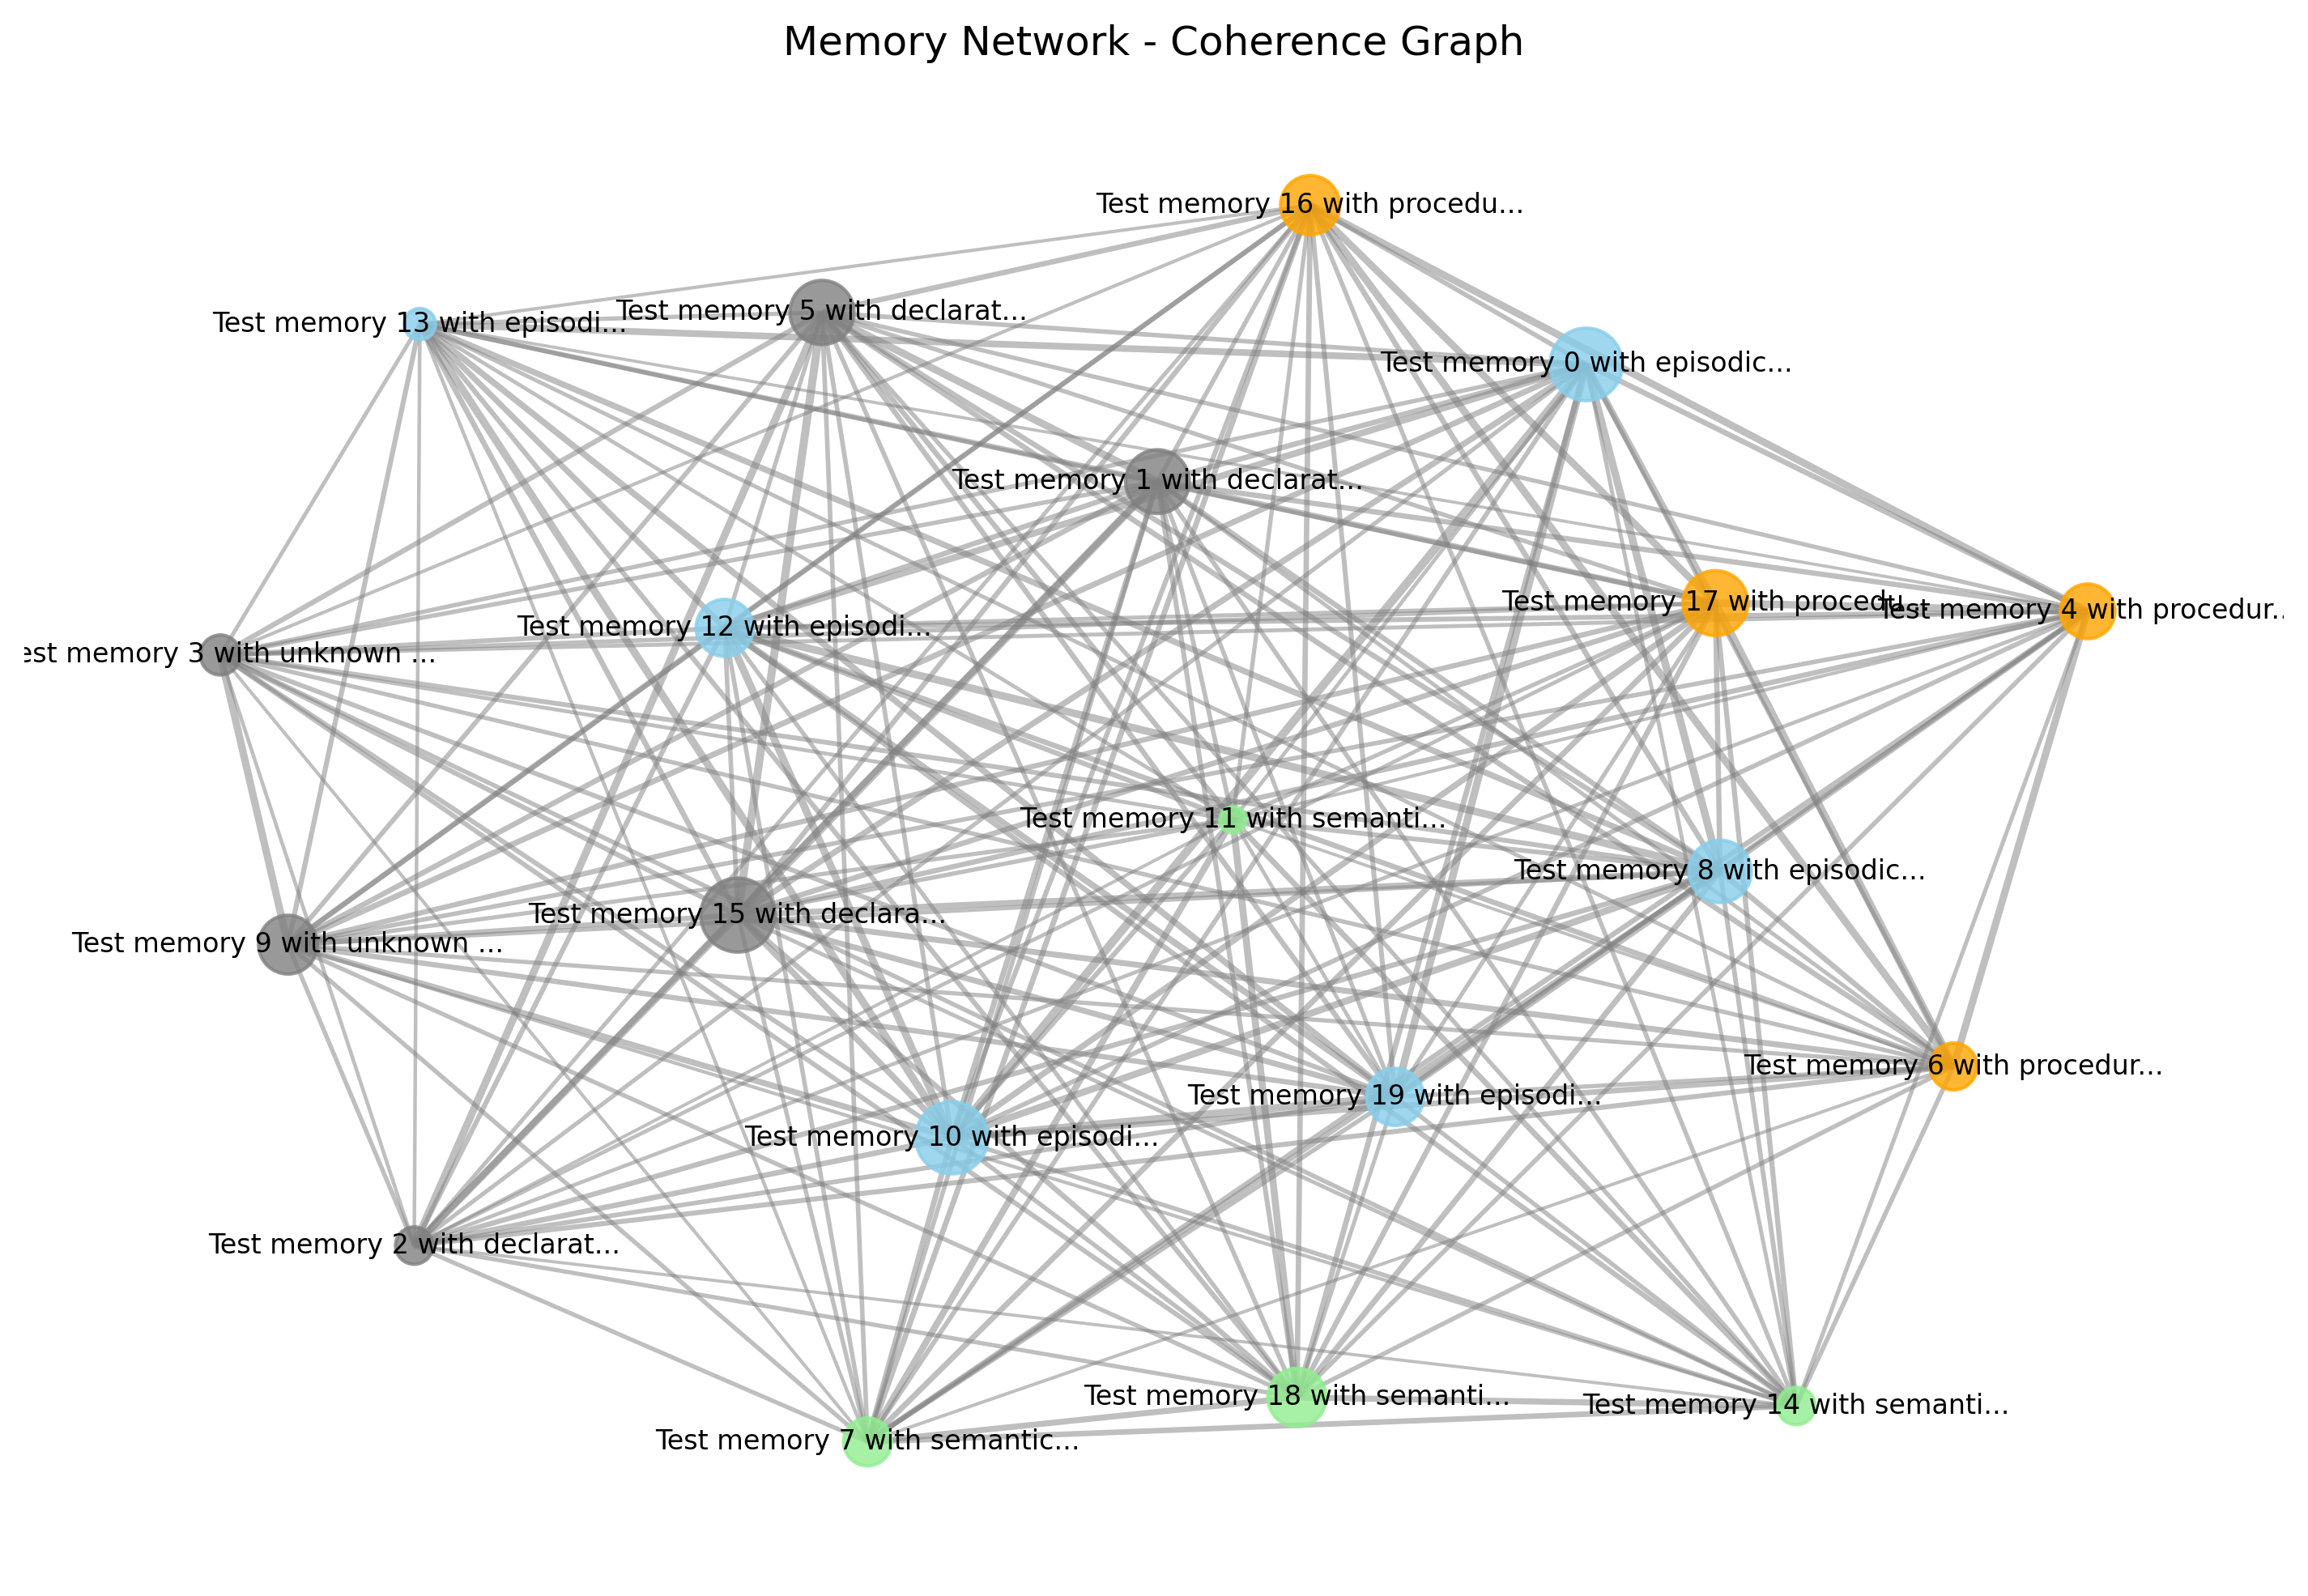 Memory Network - Coherence Graph
Test memory 16 with procedu...
Test memory 5 with declarat...
Test memory 13 with episodi...
Test memory 0 with episodic...
Test memory 1 with declarat...
Test memory 17 with procedu...
Test memory 4 with procedur...
Test memory 12 with episodi...
est memory 3 with unknown ...
Test memory 11 with semanti...
Test memory 8 with episodic...
Test memory 15 with declara...
Test memory 9 with unknown ...
Test memory 6 with procedur...
Test memory 19 with episodi...
Test memory 10 with episodi...
Test memory 2 with declarat...
Test memory 18 with semanti...
Test memory 14 with semanti...
Test memory 7 with semantic...